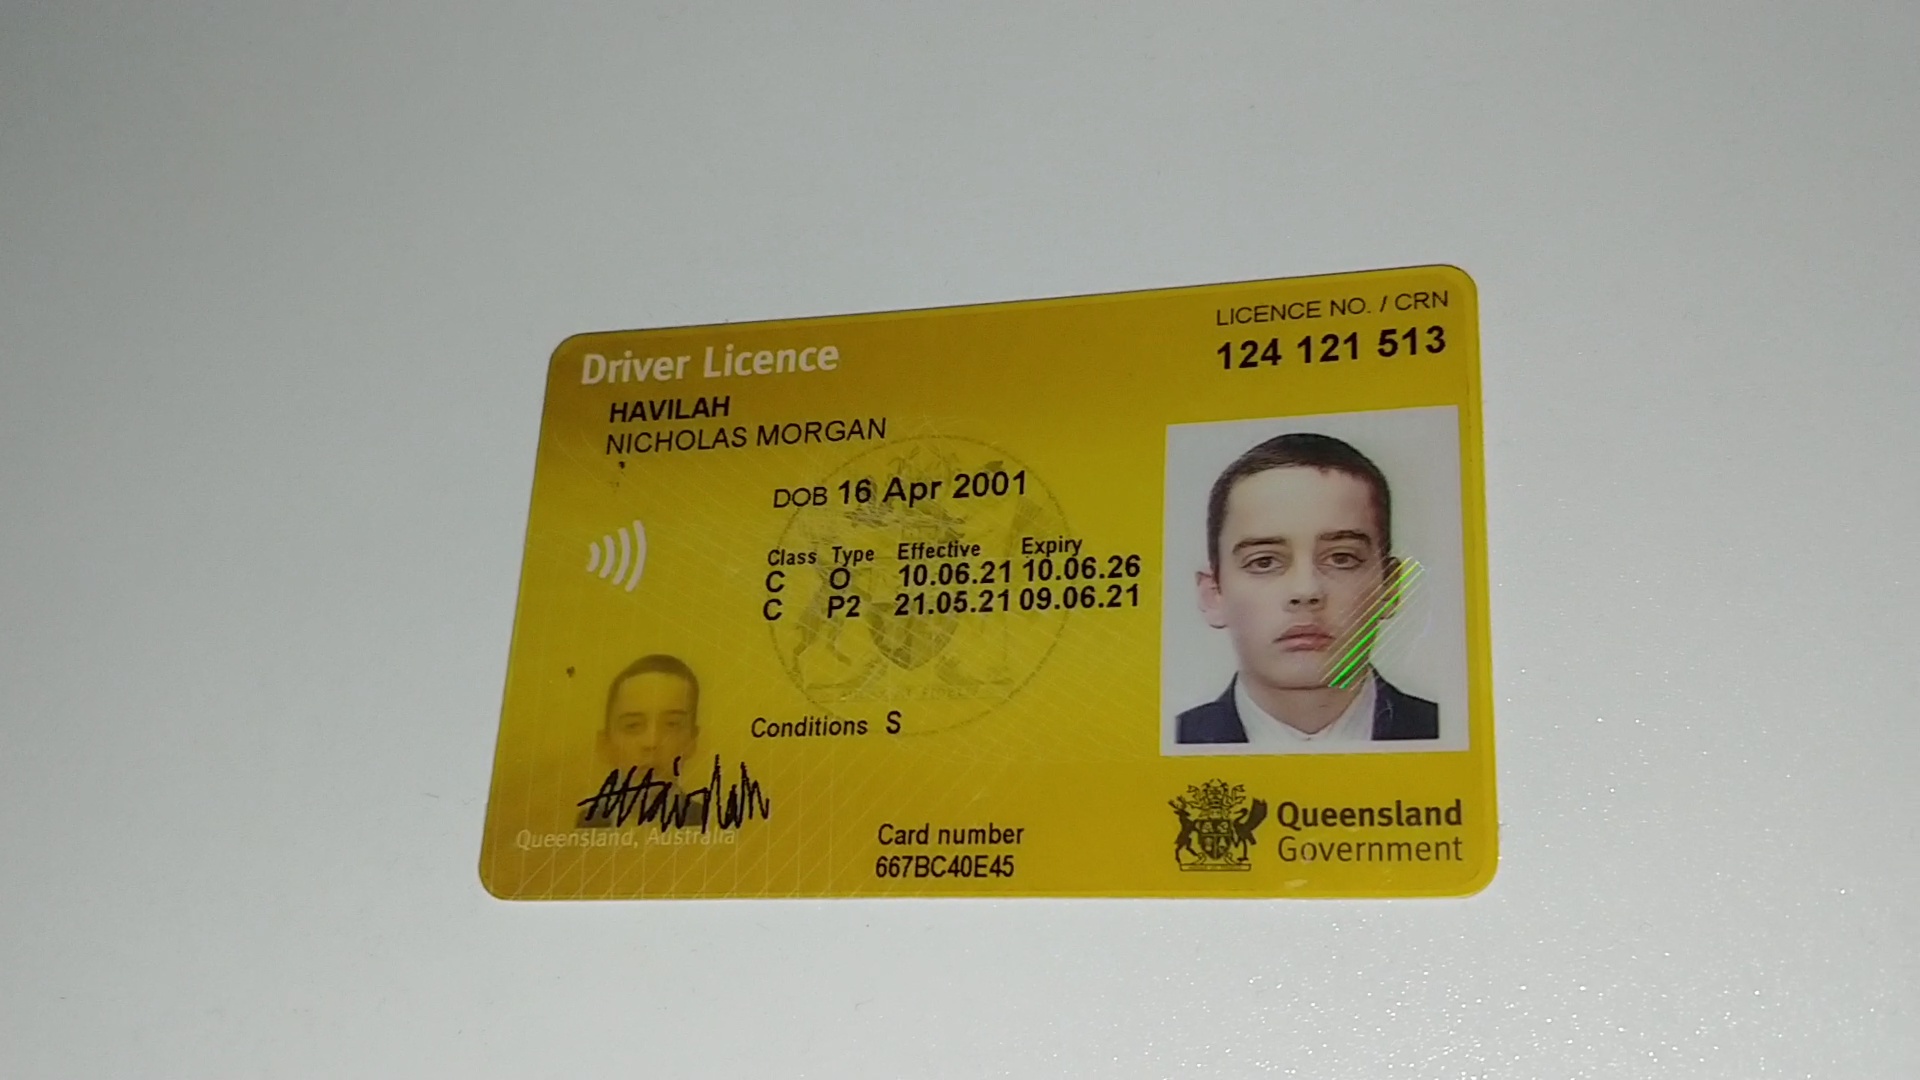 Driver Licence
LICENCE NO. / CRN
124 121 513
HAVILAH
NICHOLAS MORGAN
DOB 16 Apr 2001
Class Type Effective Expiry
C O 10.06.21 10.06.26
C P2 21.05.21 09.06.21
Conditions S
Queensland, Australia
Card number
667BC40E45
Queensland
Government